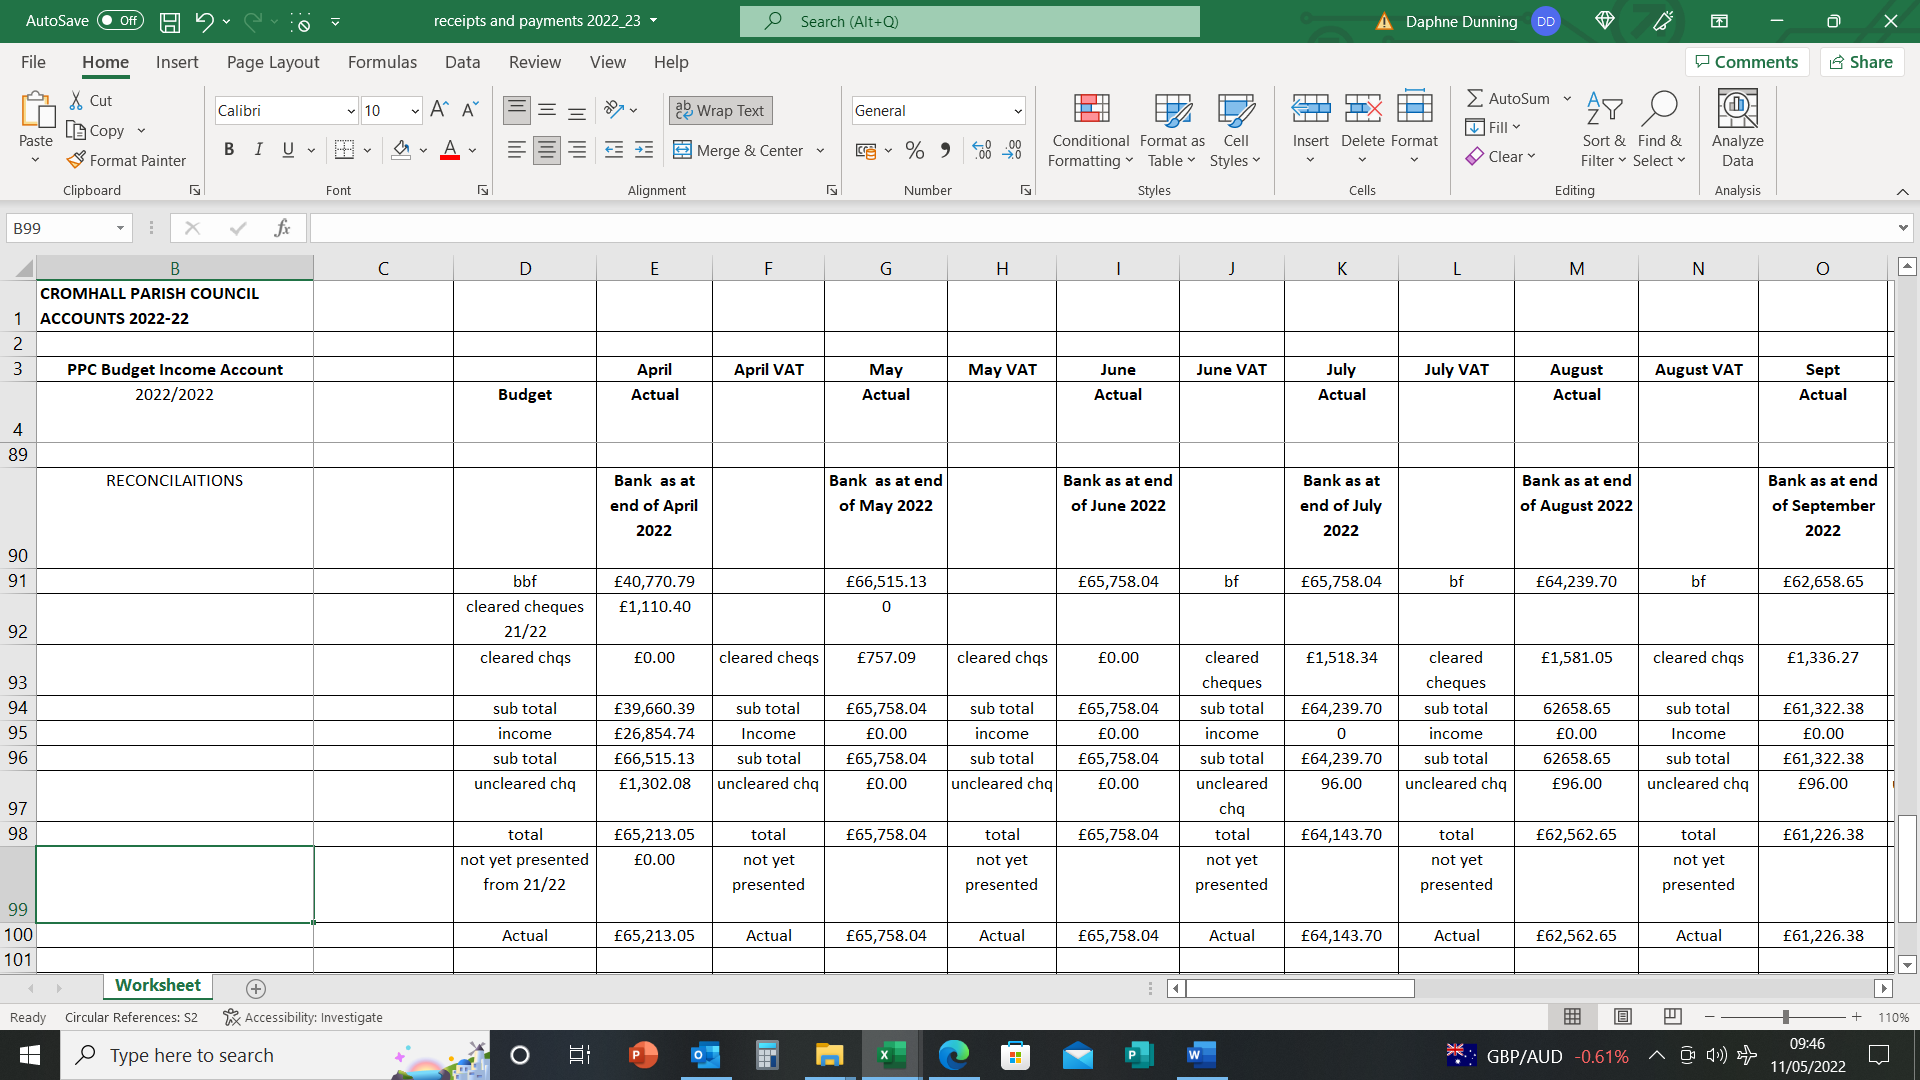 AutoSave Off receipts and payments 2022_23 Search (Alt+Q) Daphne Dunning DD
File Home Insert Page Layout Formulas Data Review View Help Comments Share
Paste Cut Copy Format Painter Clipboard
Calibri 10 B I U A Font
ab Wrap Text Merge & Center Alignment
General % Number
Conditional Formatting Format as Table Cell Styles Styles
Insert Delete Format Cells
AutoSum Fill Clear Sort & Filter Find & Select Editing
Analyze Data Analysis
B99 fx
B C D E F G H I J K L M N O
1 CROMHALL PARISH COUNCIL
ACCOUNTS 2022-22
2
3 PPC Budget Income Account April April VAT May May VAT June June VAT July July VAT August August VAT Sept
4 2022/2022 Budget Actual Actual Actual Actual Actual Actual
89
90 RECONCILAITIONS Bank as at end of April 2022 Bank as at end of May 2022 Bank as at end of June 2022 Bank as at end of July 2022 Bank as at end of August 2022 Bank as at end of September 2022
91 bbf £40,770.79 £66,515.13 £65,758.04 bf £65,758.04 bf £64,239.70 bf £62,658.65
92 cleared cheques 21/22 £1,110.40 0
93 cleared chqs £0.00 cleared cheqs £757.09 cleared chqs £0.00 cleared cheques £1,518.34 cleared cheques £1,581.05 cleared chqs £1,336.27
94 sub total £39,660.39 sub total £65,758.04 sub total £65,758.04 sub total £64,239.70 sub total 62658.65 sub total £61,322.38
95 income £26,854.74 Income £0.00 income £0.00 income 0 income £0.00 Income £0.00
96 sub total £66,515.13 sub total £65,758.04 sub total £65,758.04 sub total £64,239.70 sub total 62658.65 sub total £61,322.38
97 uncleared chq £1,302.08 uncleared chq £0.00 uncleared chq £0.00 uncleared chq 96.00 uncleared chq £96.00 uncleared chq £96.00
98 total £65,213.05 total £65,758.04 total £65,758.04 total £64,143.70 total £62,562.65 total £61,226.38
99 not yet presented from 21/22 £0.00 not yet presented not yet presented not yet presented not yet presented not yet presented
100 Actual £65,213.05 Actual £65,758.04 Actual £65,758.04 Actual £64,143.70 Actual £62,562.65 Actual £61,226.38
101
Worksheet
Ready Circular References: S2 Accessibility: Investigate 110%
Type here to search GBP/AUD -0.61% 09:46
11/05/2022